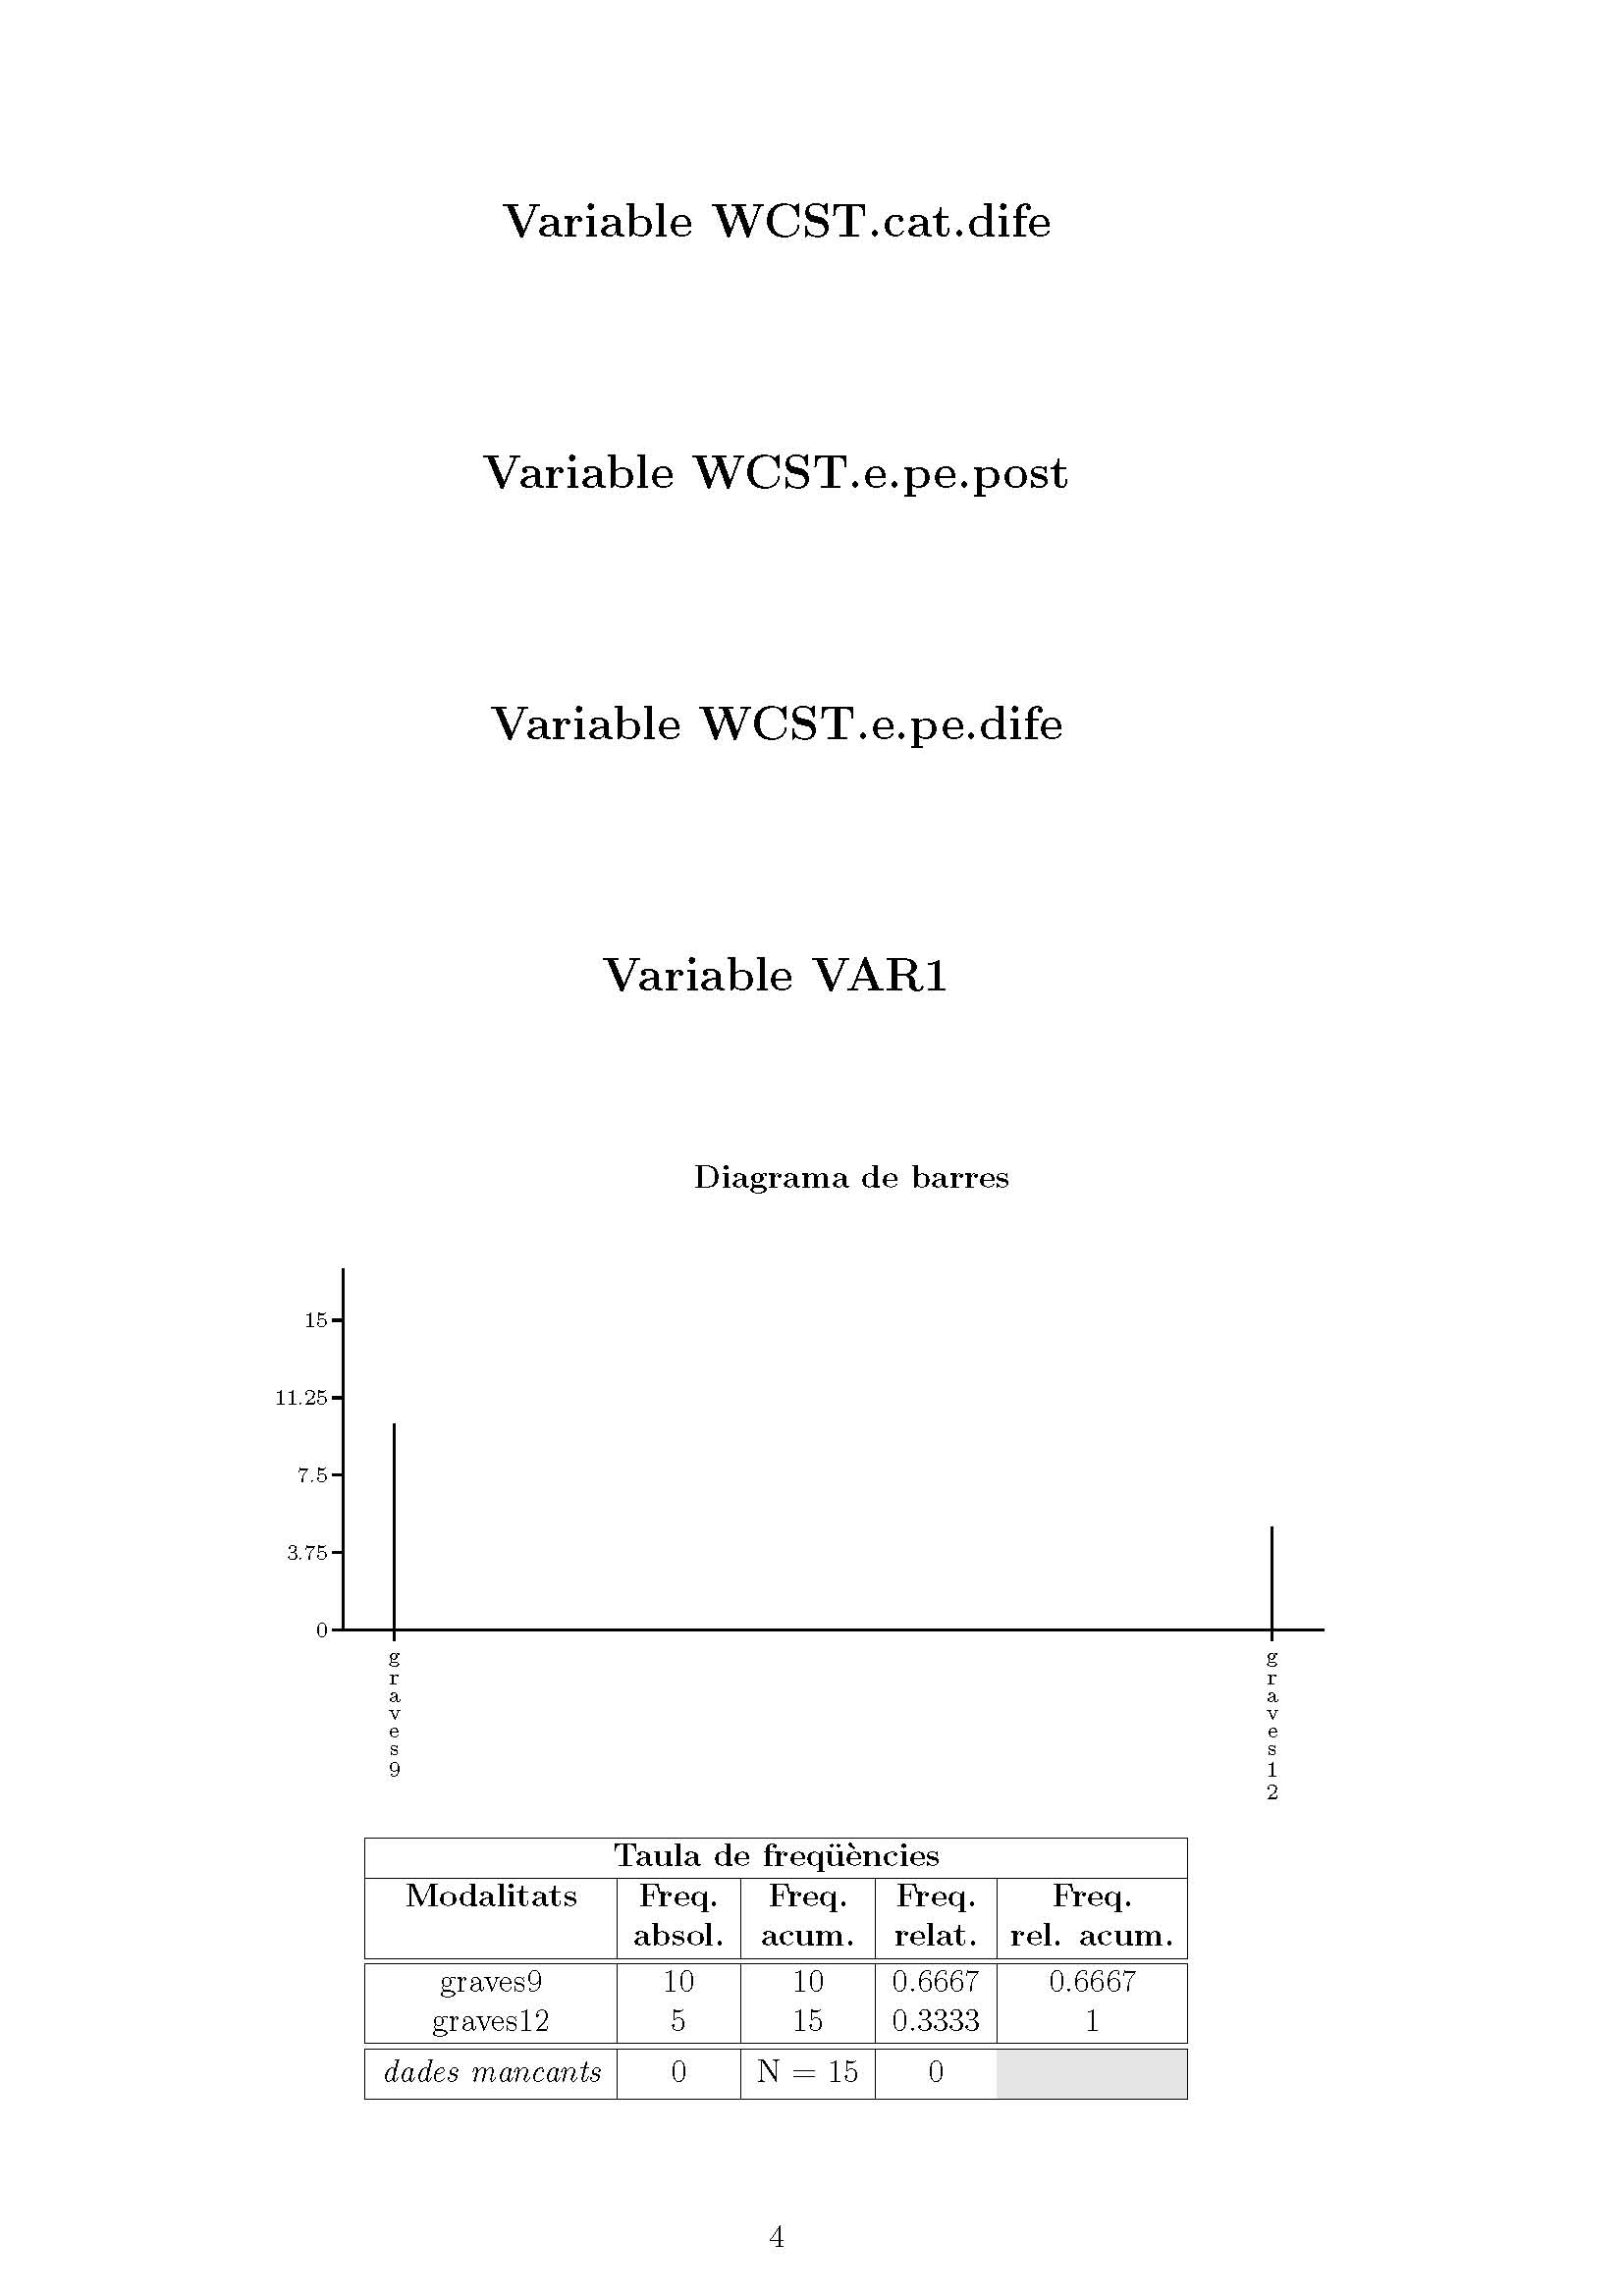 Variable WCST.cat.dife
Variable WCST.e.pe.post
Variable WCST.e.pe.dife
Variable VAR1
Diagrama de barres
15
11.25
7.5
3.75
0
graves9
graves12
Taula de freqüències
Modalitats Freq. Freq. Freq. Freq.
absol. acum. relat. rel. acum.
graves9 10 10 0.6667 0.6667
graves12 5 15 0.3333 1
dades mancants 0 N = 15 0
4